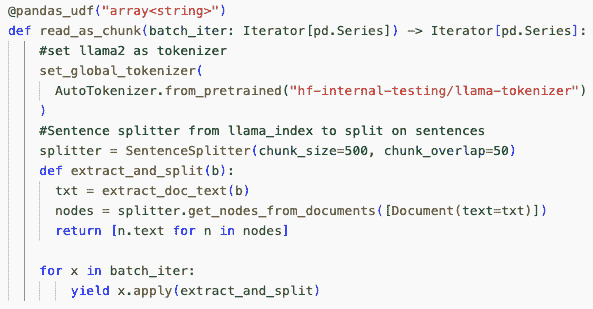 @pandas_udf("array<string>")
def read_as_chunk(batch_iter: Iterator[pd.Series]) -> Iterator[pd.Series]:
    #set llama2 as tokenizer
    set_global_tokenizer(
      AutoTokenizer.from_pretrained("hf-internal-testing/llama-tokenizer")
    )
    #Sentence splitter from llama_index to split on sentences
    splitter = SentenceSplitter(chunk_size=500, chunk_overlap=50)
    def extract_and_split(b):
      txt = extract_doc_text(b)
      nodes = splitter.get_nodes_from_documents([Document(text=txt)])
      return [n.text for n in nodes]

    for x in batch_iter:
        yield x.apply(extract_and_split)